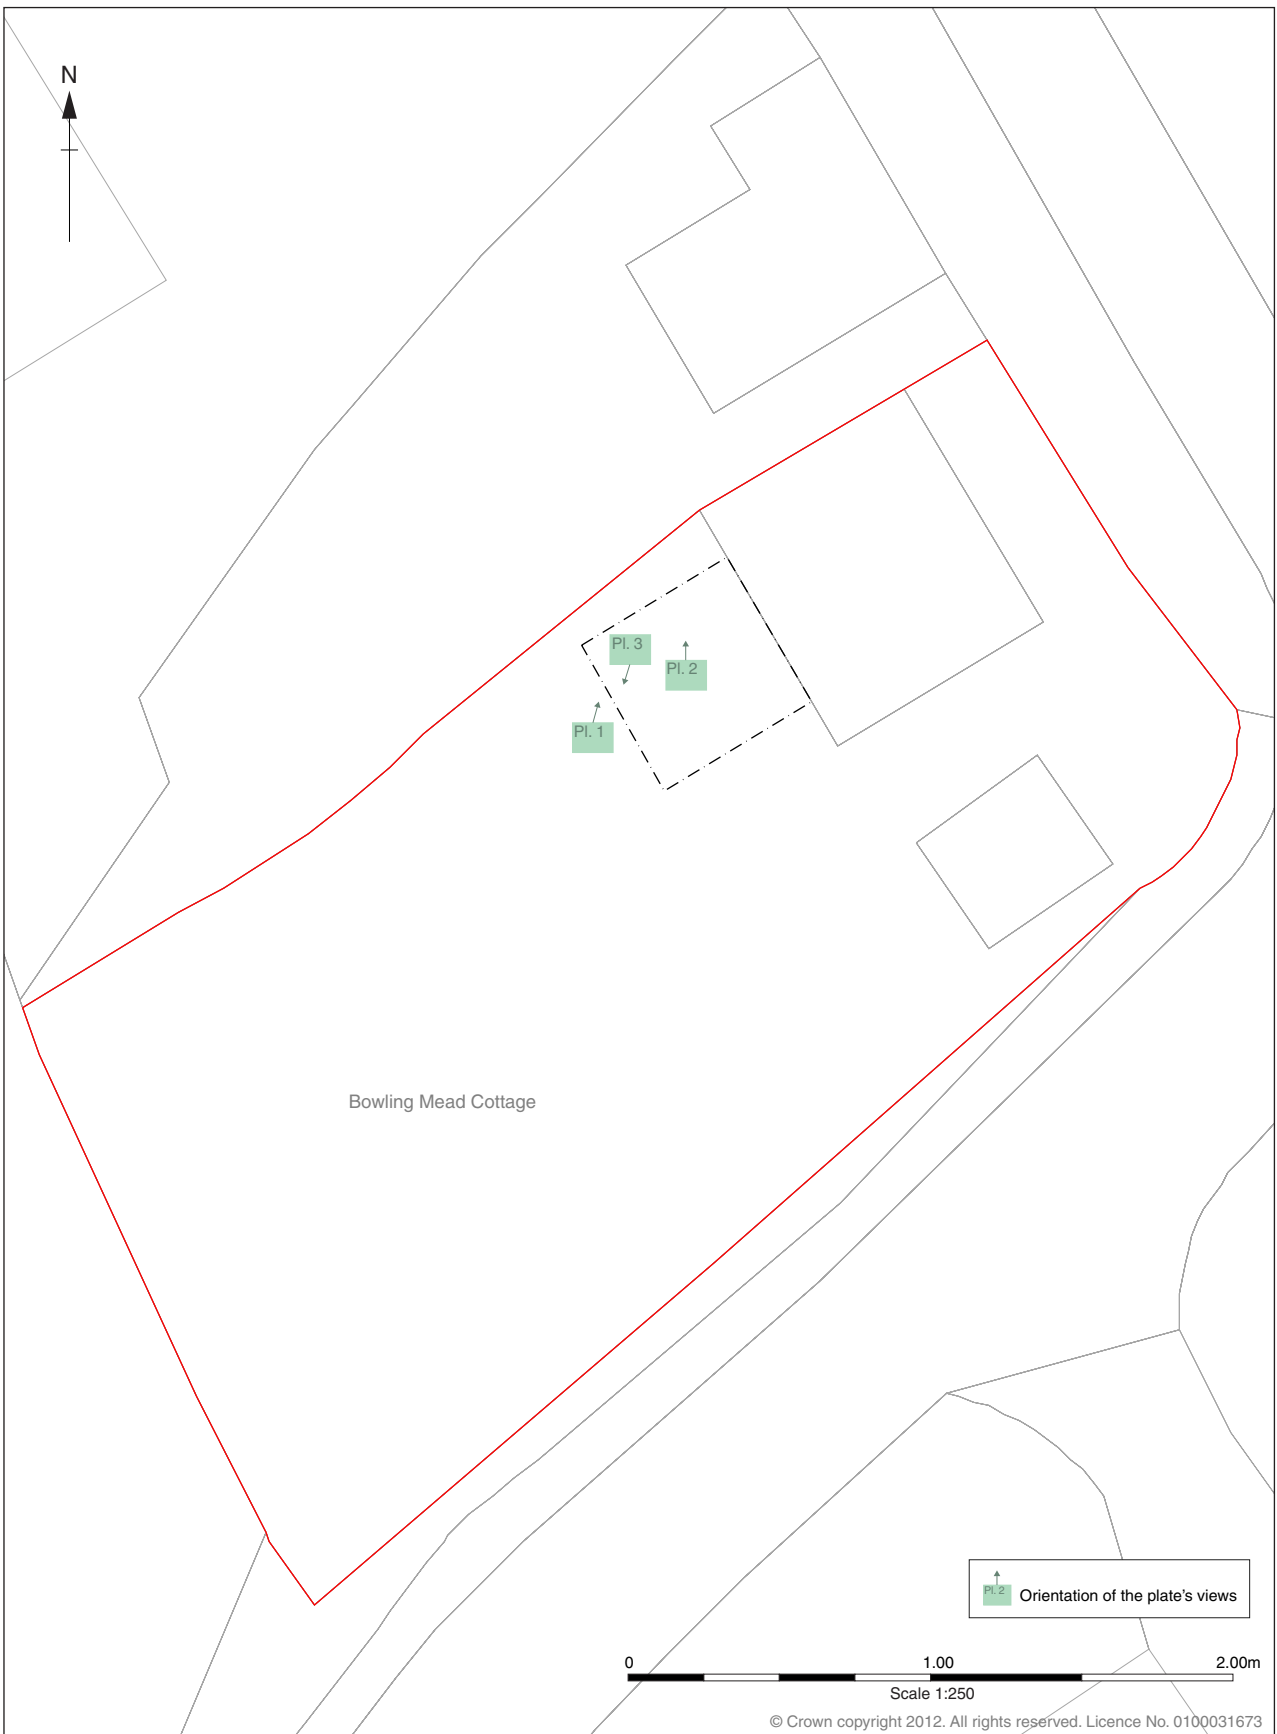 N
Pl. 3
Pl. 2
Pl. 1
Bowling Mead Cottage
Pl. 2
Orientation of the plate's views
0 1.00 2.00m
Scale 1:250
© Crown copyright 2012. All rights reserved. Licence No. 0100031673